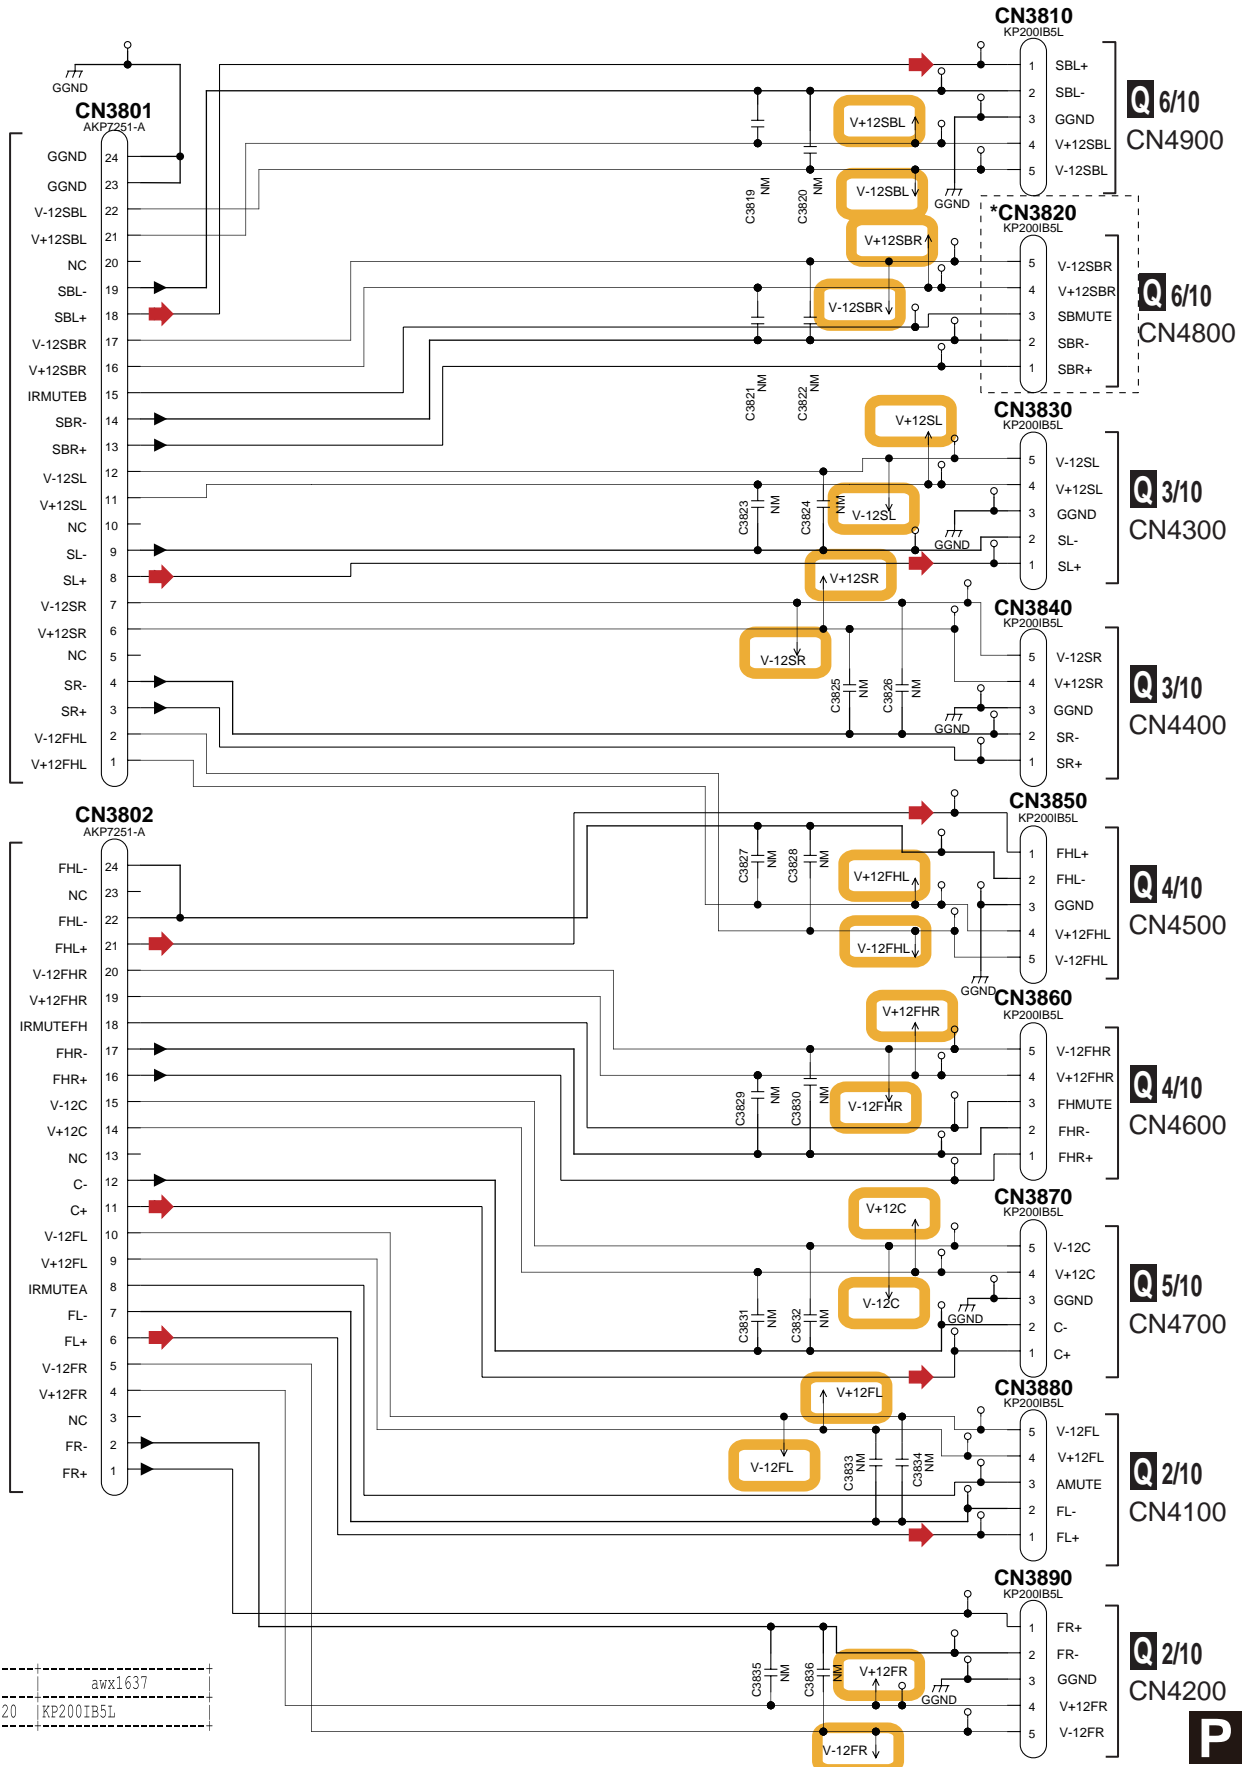 GGND
CN3801
AKP7251-A
GGND 24
GGND 23
V-12SBL 22
V+12SBL 21
NC 20
SBL- 19
SBL+ 18
V-12SBR 17
V+12SBR 16
IRMUTEB 15
SBR- 14
SBR+ 13
V-12SL 12
V+12SL 11
NC 10
SL- 9
SL+ 8
V-12SR 7
V+12SR 6
NC 5
SR- 4
SR+ 3
V-12FHL 2
V+12FHL 1
CN3802
AKP7251-A
FHL- 24
NC 23
FHL- 22
FHL+ 21
V-12FHR 20
V+12FHR 19
IRMUTEFH 18
FHR- 17
FHR+ 16
V-12C 15
V+12C 14
NC 13
C- 12
C+ 11
V-12FL 10
V+12FL 9
IRMUTEA 8
FL- 7
FL+ 6
V-12FR 5
V+12FR 4
NC 3
FR- 2
FR+ 1
awx1637
20 KP200IB5L
V+12SBL
V-12SBL
C3819 NM
C3820 NM
GGND
V+12SBR
V-12SBR
C3821 NM
C3822 NM
V+12SL
V-12SL
C3823 NM
C3824 NM
GGND
V+12SR
V-12SR
C3825 NM
C3826 NM
GGND
C3827 NM
C3828 NM
V+12FHL
V-12FHL
GGND
V+12FHR
V-12FHR
C3829 NM
C3830 NM
V+12C
V-12C
C3831 NM
C3832 NM
GGND
V+12FL
V-12FL
C3833 NM
C3834 NM
C3835 NM
C3836 NM
V+12FR
V-12FR
GGND
CN3810
KP200IB5L
1 SBL+
2 SBL-
3 GGND
4 V+12SBL
5 V-12SBL
Q 6/10
CN4900
*CN3820
KP200IB5L
5 V-12SBR
4 V+12SBR
3 SBMUTE
2 SBR-
1 SBR+
Q 6/10
CN4800
CN3830
KP200IB5L
5 V-12SL
4 V+12SL
3 GGND
2 SL-
1 SL+
Q 3/10
CN4300
CN3840
KP200IB5L
5 V-12SR
4 V+12SR
3 GGND
2 SR-
1 SR+
Q 3/10
CN4400
CN3850
KP200IB5L
1 FHL+
2 FHL-
3 GGND
4 V+12FHL
5 V-12FHL
Q 4/10
CN4500
CN3860
KP200IB5L
5 V-12FHR
4 V+12FHR
3 FHMUTE
2 FHR-
1 FHR+
Q 4/10
CN4600
CN3870
KP200IB5L
5 V-12C
4 V+12C
3 GGND
2 C-
1 C+
Q 5/10
CN4700
CN3880
KP200IB5L
5 V-12FL
4 V+12FL
3 AMUTE
2 FL-
1 FL+
Q 2/10
CN4100
CN3890
KP200IB5L
1 FR+
2 FR-
3 GGND
4 V+12FR
5 V-12FR
Q 2/10
CN4200
P